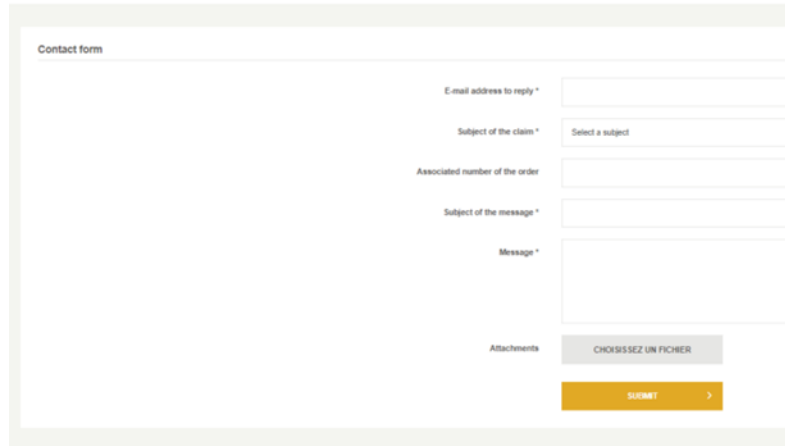 Contact form
E-mail address to reply *
Subject of the claim *
Select a subject
Associated number of the order
Subject of the message *
Message *
Attachments
CHOISISSEZ UN FICHIER
SUBMIT >